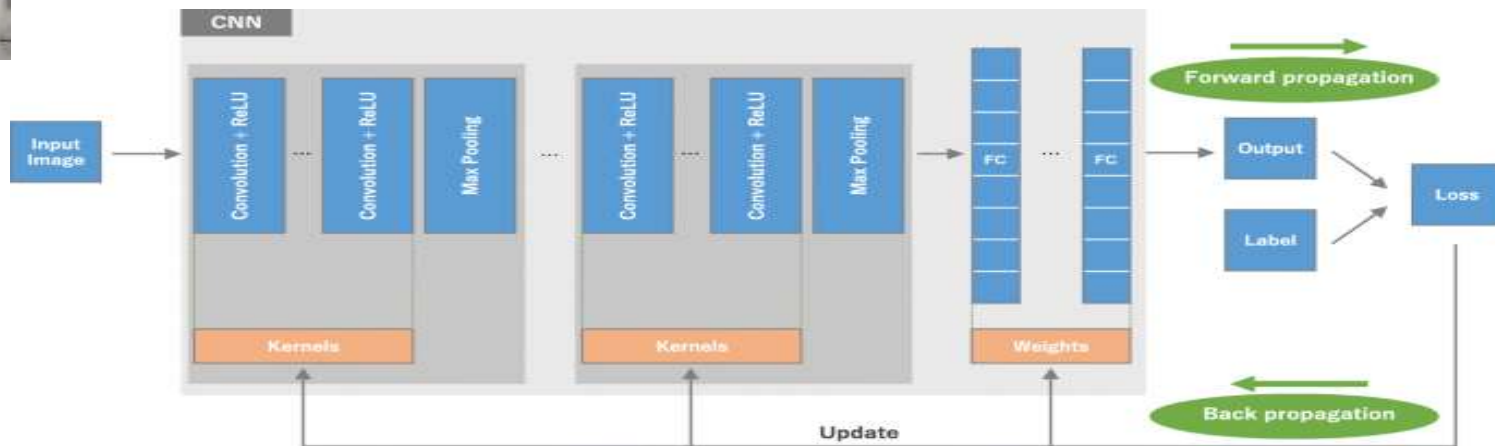 CNN
Forward propagation
Input
Image
Convolution + ReLU
...
Convolution + ReLU
Max Pooling
...
Convolution + ReLU
...
Convolution + ReLU
Max Pooling
FC
...
FC
Output
Label
Loss
Kernels
Kernels
Weights
Back propagation
Update